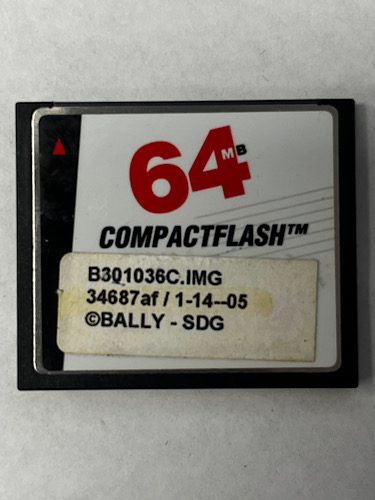 64MB
COMPACTFLASH™
B301036C.IMG
34687af / 1-14--05
©BALLY - SDG